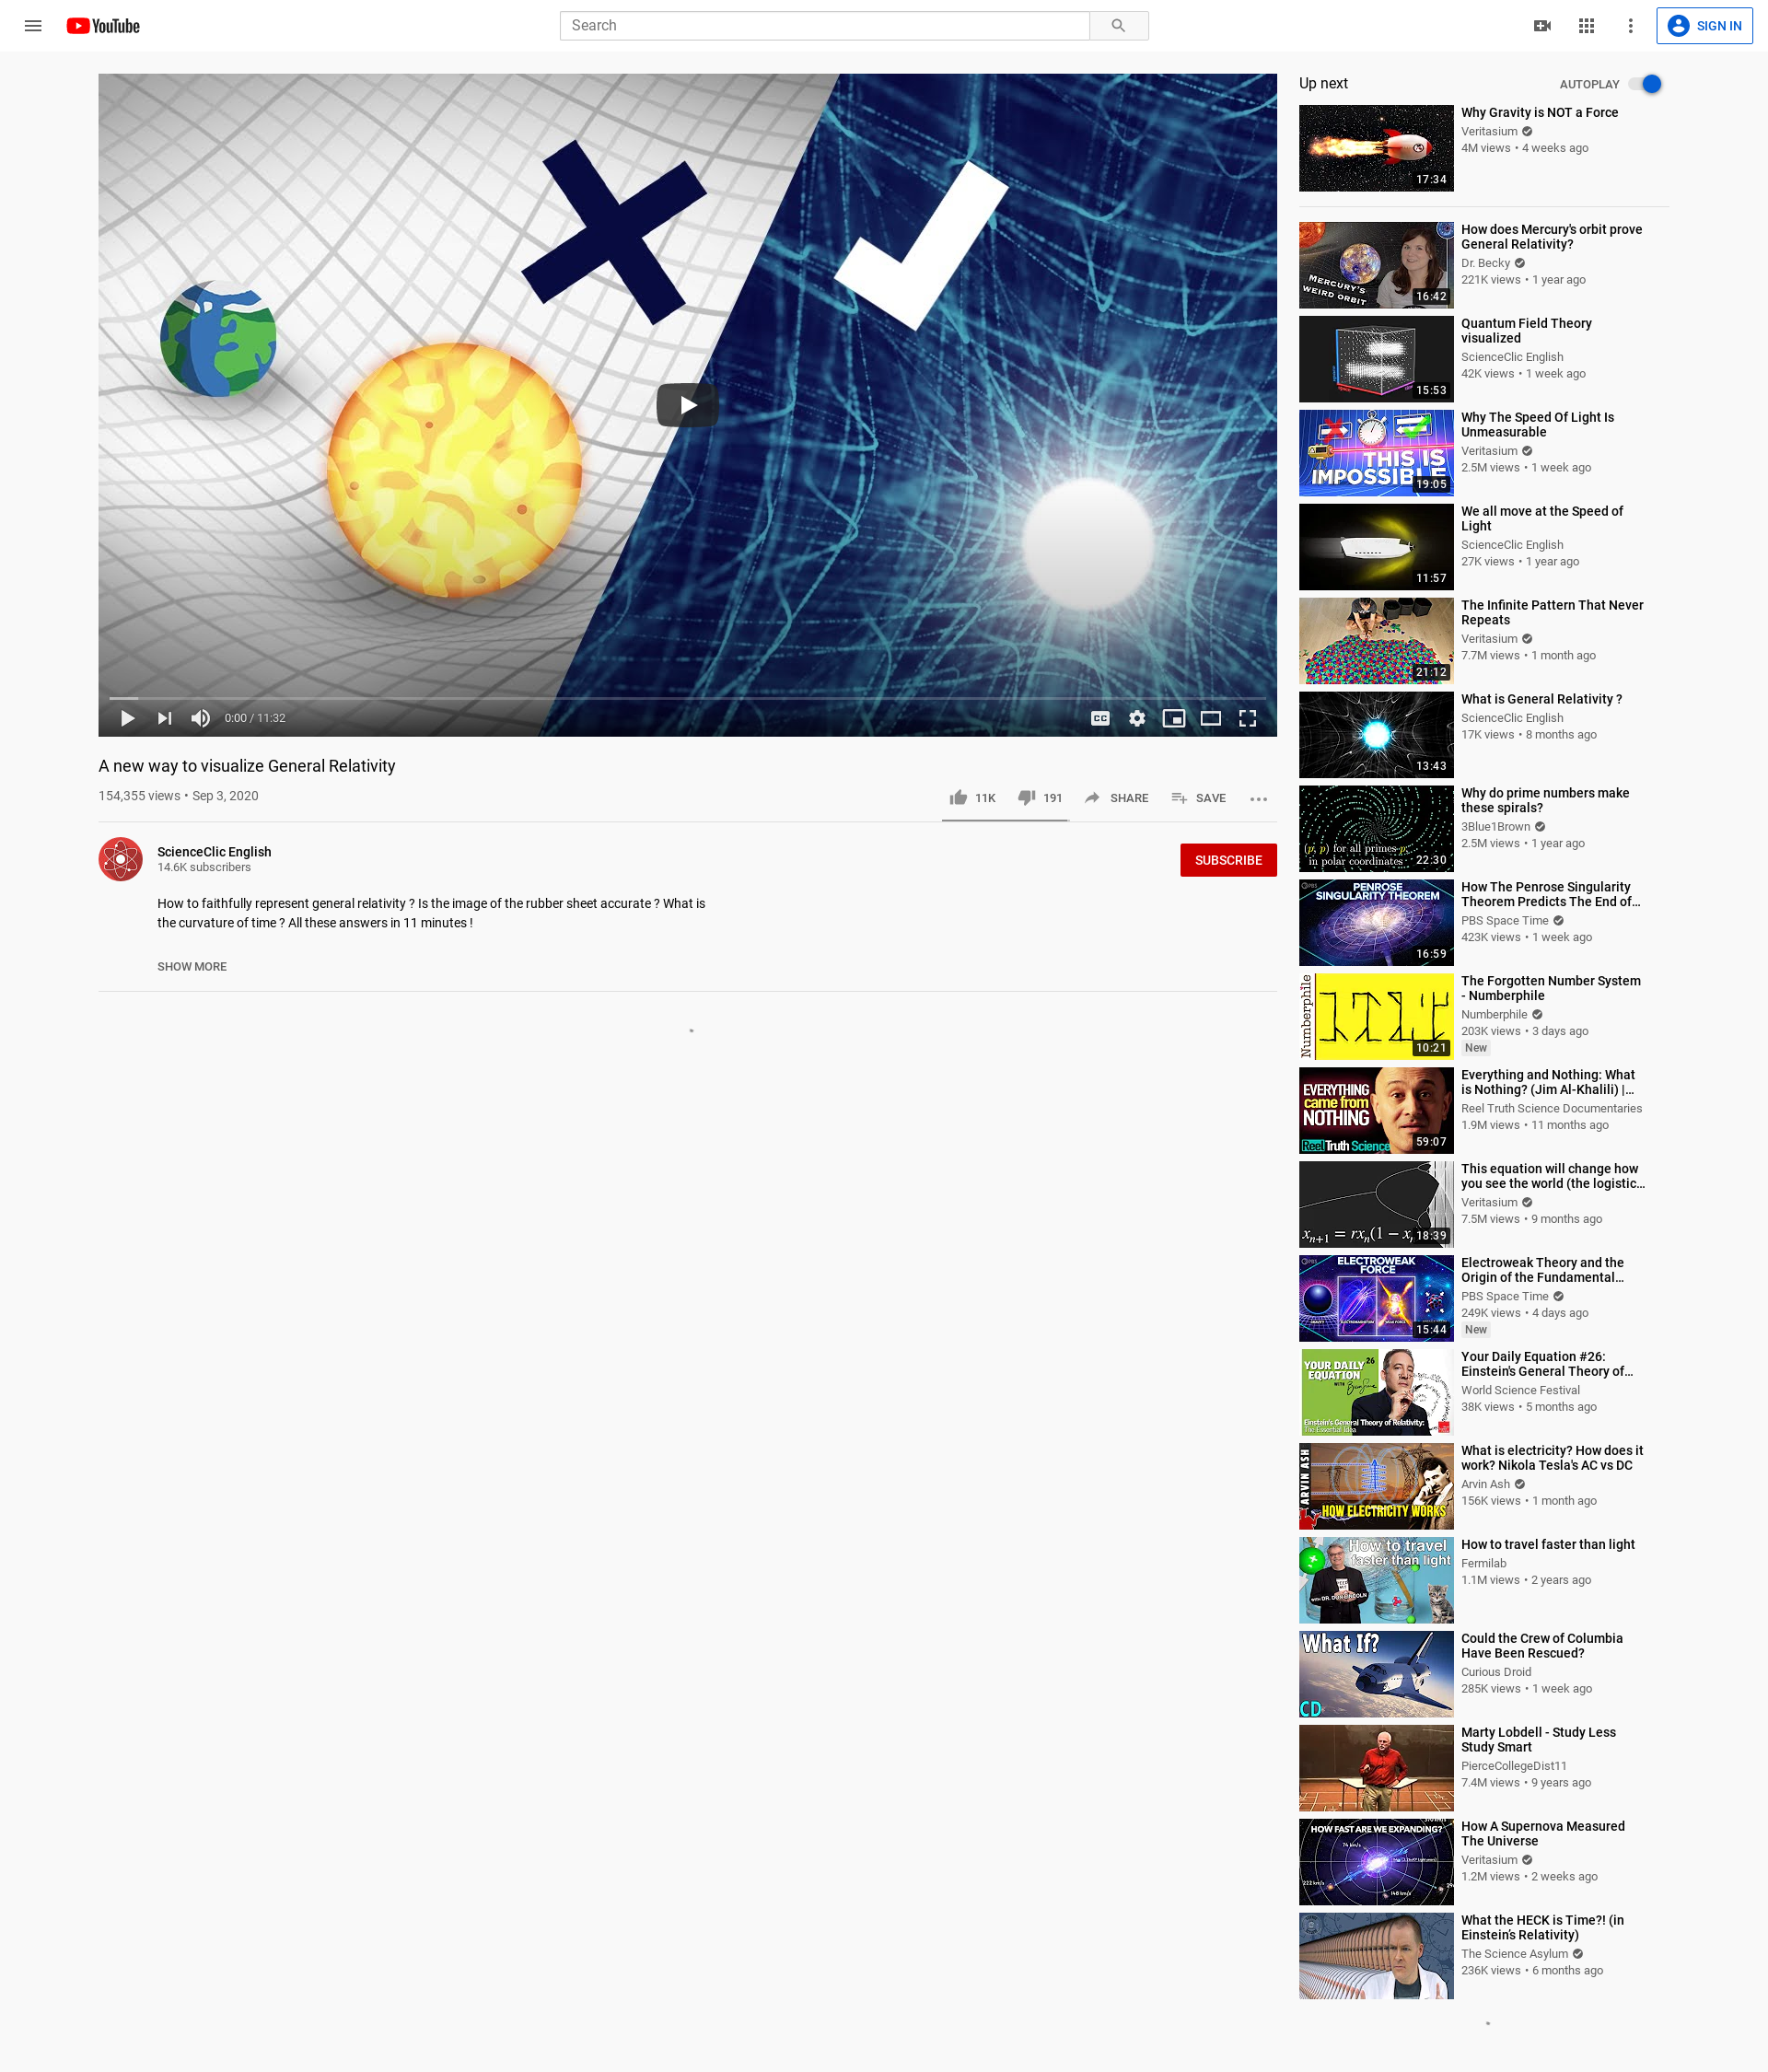 YouTube
Search
SIGN IN
0:00 / 11:32
CC
A new way to visualize General Relativity
154,355 views • Sep 3, 2020
11K
191
SHARE
SAVE
ScienceClic English
14.6K subscribers
SUBSCRIBE
How to faithfully represent general relativity ? Is the image of the rubber sheet accurate ? What is
the curvature of time ? All these answers in 11 minutes !
SHOW MORE
Up next
AUTOPLAY
17:34
Why Gravity is NOT a Force
Veritasium
4M views • 4 weeks ago
MERCURY'S
WEIRD ORBIT
16:42
How does Mercury's orbit prove
General Relativity?
Dr. Becky
221K views • 1 year ago
15:53
Quantum Field Theory
visualized
ScienceClic English
42K views • 1 week ago
THIS IS
IMPOSSIBLE
19:05
Why The Speed Of Light Is
Unmeasurable
Veritasium
2.5M views • 1 week ago
11:57
We all move at the Speed of
Light
ScienceClic English
27K views • 1 year ago
21:12
The Infinite Pattern That Never
Repeats
Veritasium
7.7M views • 1 month ago
13:43
What is General Relativity ?
ScienceClic English
17K views • 8 months ago
(p, p) for all primes p,
in polar coordinates
22:30
Why do prime numbers make
these spirals?
3Blue1Brown
2.5M views • 1 year ago
PBS
PENROSE
SINGULARITY THEOREM
16:59
How The Penrose Singularity
Theorem Predicts The End of…
PBS Space Time
423K views • 1 week ago
Numberphile
10:21
The Forgotten Number System
- Numberphile
Numberphile
203K views • 3 days ago
New
EVERYTHING
came from
NOTHING
Reel Truth Science
59:07
Everything and Nothing: What
is Nothing? (Jim Al-Khalili) |…
Reel Truth Science Documentaries
1.9M views • 11 months ago
xn+1 = rxn(1 − xn
18:39
This equation will change how
you see the world (the logistic…
Veritasium
7.5M views • 9 months ago
PBS
ELECTROWEAK
FORCE
15:44
Electroweak Theory and the
Origin of the Fundamental…
PBS Space Time
249K views • 4 days ago
New
YOUR DAILY 26
EQUATION
WITH
Einstein's General Theory of Relativity:
The Essential Idea
Your Daily Equation #26:
Einstein's General Theory of…
World Science Festival
38K views • 5 months ago
ARVIN ASH
HOW ELECTRICITY WORKS
What is electricity? How does it
work? Nikola Tesla's AC vs DC
Arvin Ash
156K views • 1 month ago
How to travel
faster than light
WITH DR. DON LINCOLN
How to travel faster than light
Fermilab
1.1M views • 2 years ago
What If?
CD
Could the Crew of Columbia
Have Been Rescued?
Curious Droid
285K views • 1 week ago
Marty Lobdell - Study Less
Study Smart
PierceCollegeDist11
7.4M views • 9 years ago
HOW FAST ARE WE EXPANDING?
74 km/s
222 km/s
148 km/s
How A Supernova Measured
The Universe
Veritasium
1.2M views • 2 weeks ago
What the HECK is Time?! (in
Einstein's Relativity)
The Science Asylum
236K views • 6 months ago